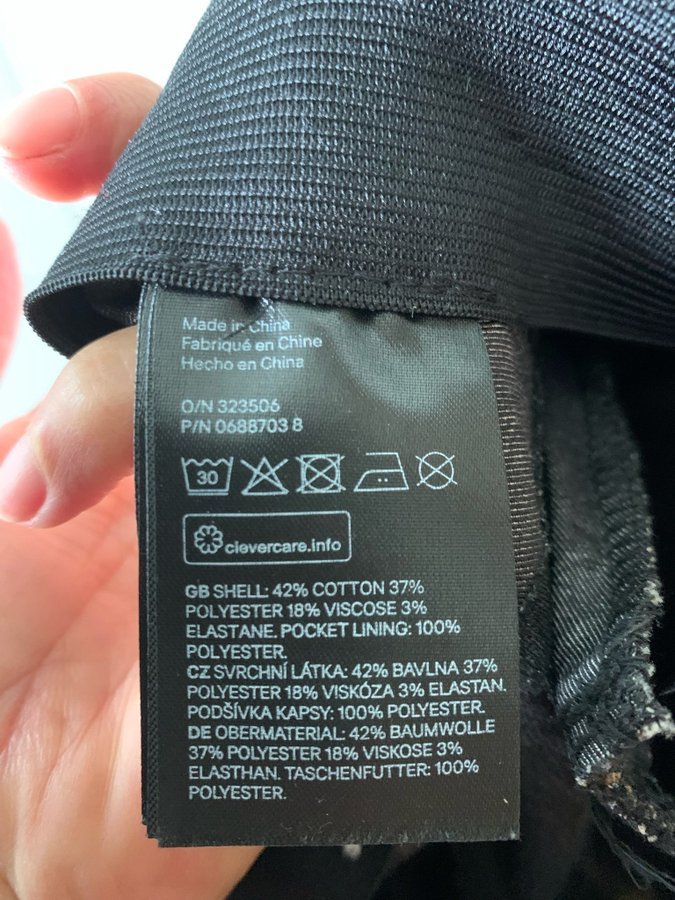 Made in China
Fabriqué en Chine
Hecho en China
O/N 323506
P/N 0688703 8
30
clevercare.info
GB SHELL: 42% COTTON 37%
POLYESTER 18% VISCOSE 3%
ELASTANE. POCKET LINING: 100%
POLYESTER.
CZ SVRCHNÍ LÁTKA: 42% BAVLNA 37%
POLYESTER 18% VISKÓZA 3% ELASTAN.
PODŠÍVKA KAPSY: 100% POLYESTER.
DE OBERMATERIAL: 42% BAUMWOLLE
37% POLYESTER 18% VISKOSE 3%
ELASTHAN. TASCHENFUTTER: 100%
POLYESTER.